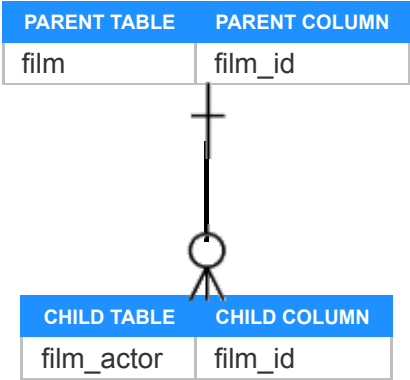 PARENT TABLE PARENT COLUMN
film film_id
CHILD TABLE CHILD COLUMN
film_actor film_id